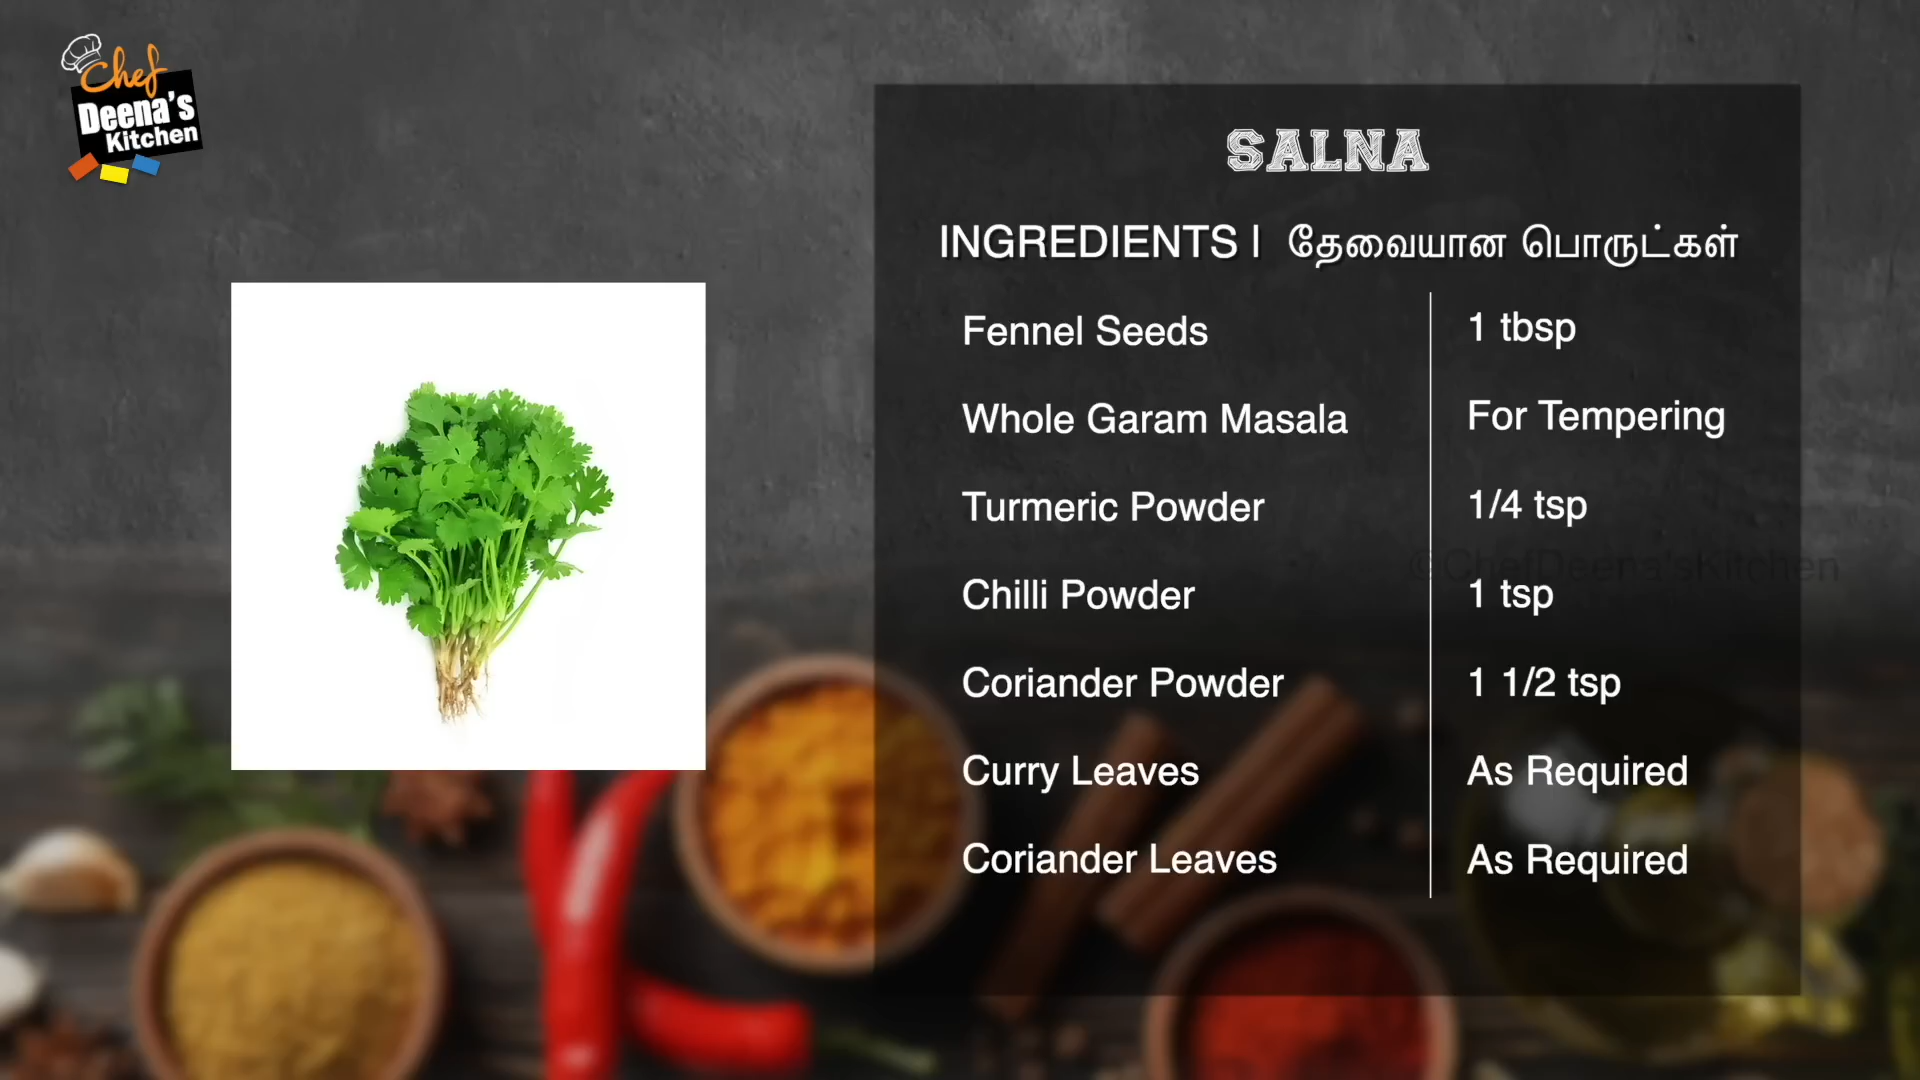 Chef
Deena's
Kitchen
SALNA
INGREDIENTS | தேவையான பொருட்கள்
Fennel Seeds 1 tbsp
Whole Garam Masala For Tempering
Turmeric Powder 1/4 tsp
©ChefDeena'sKitchen
Chilli Powder 1 tsp
Coriander Powder 1 1/2 tsp
Curry Leaves As Required
Coriander Leaves As Required